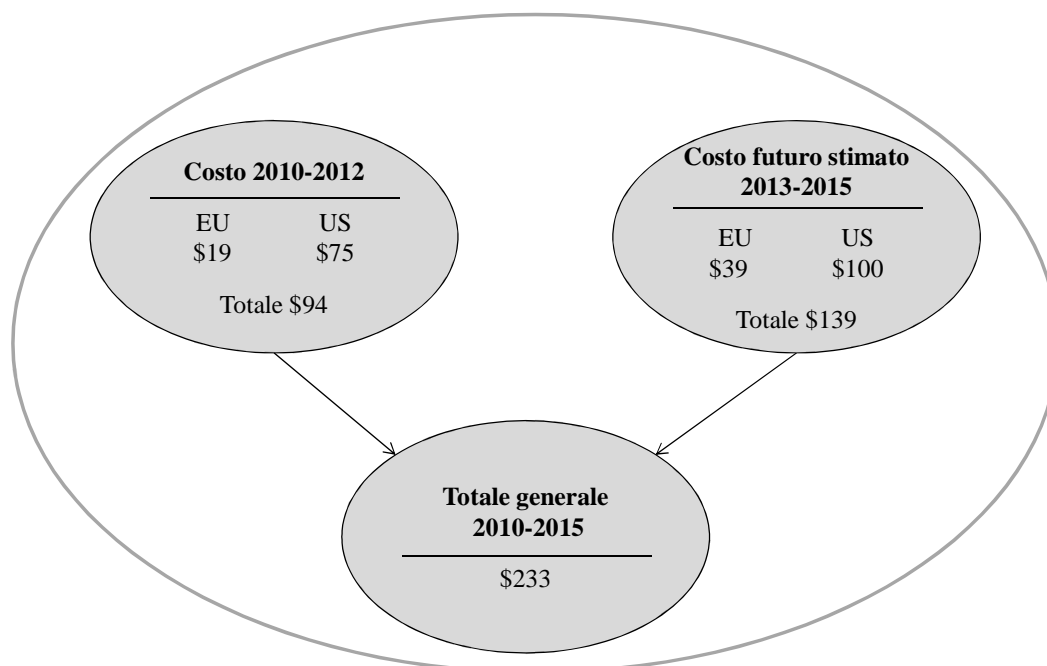 Costo 2010-2012
EU US
$19 $75
Totale $94
Costo futuro stimato
2013-2015
EU US
$39 $100
Totale $139
Totale generale
2010-2015
$233